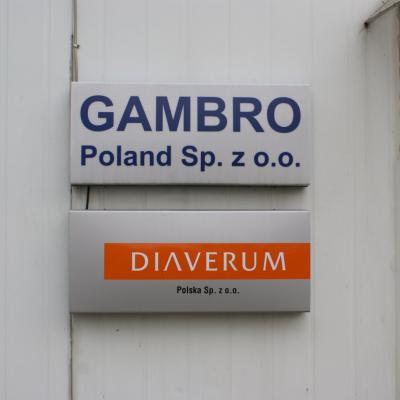 GAMBRO
Poland Sp. z o.o.
DIAVERUM
Polska Sp. z o.o.